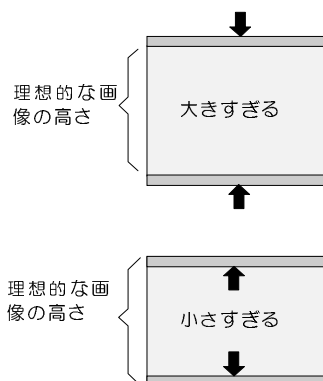 理想的な画
像の高さ
大きすぎる
理想的な画
像の高さ
小さすぎる